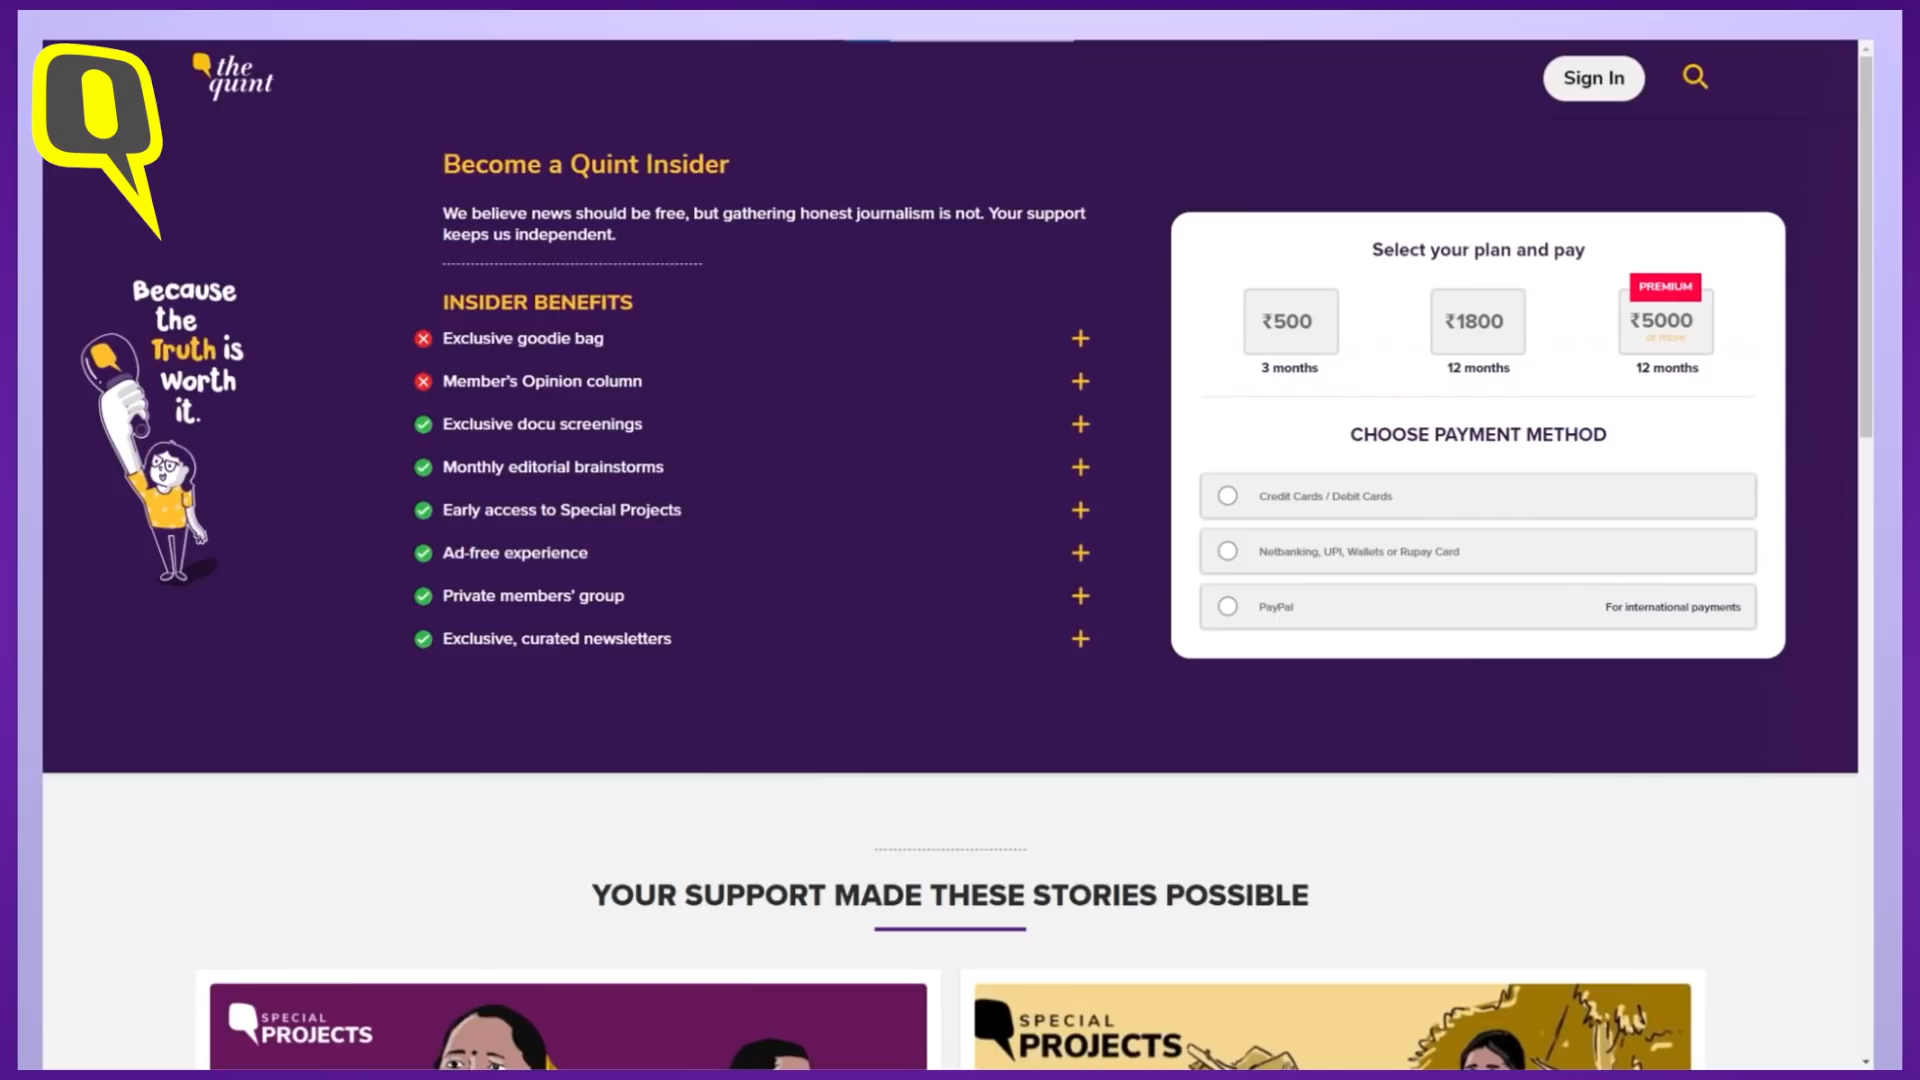 the
quint
Sign In
Become a Quint Insider
We believe news should be free, but gathering honest journalism is not. Your support
keeps us independent.
Because
the
Truth is
worth
it.
INSIDER BENEFITS
Exclusive goodie bag
Member's Opinion column
Exclusive docu screenings
Monthly editorial brainstorms
Early access to Special Projects
Ad-free experience
Private members' group
Exclusive, curated newsletters
Select your plan and pay
PREMIUM
₹500
₹1800
₹5000
or more
3 months
12 months
12 months
CHOOSE PAYMENT METHOD
Credit Cards / Debit Cards
Netbanking, UPI, Wallets or Rupay Card
PayPal
For international payments
YOUR SUPPORT MADE THESE STORIES POSSIBLE
SPECIAL
PROJECTS
SPECIAL
PROJECTS